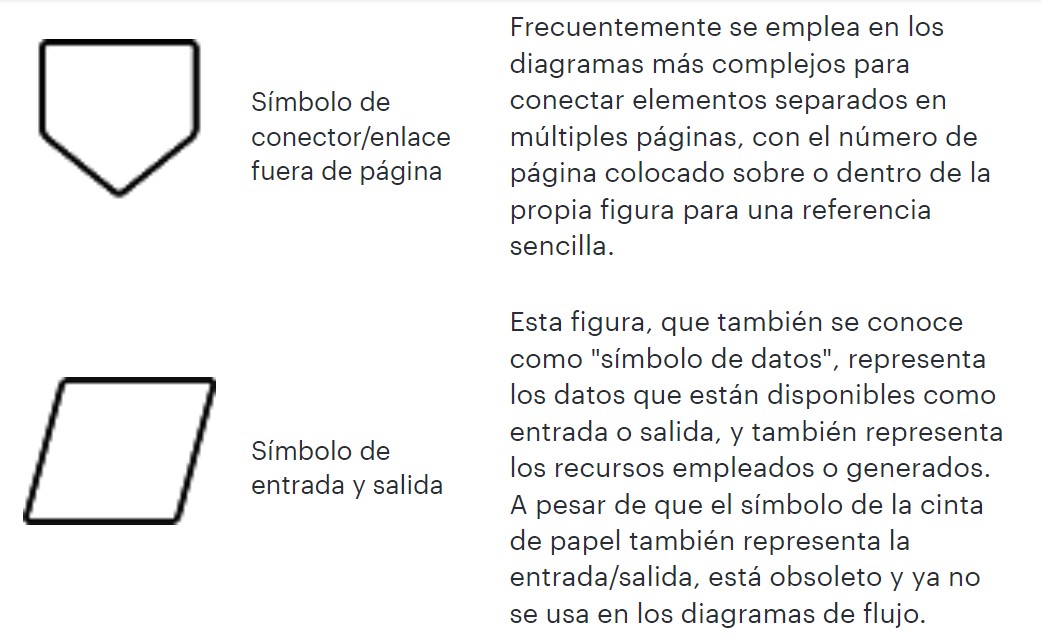 Símbolo de
conector/enlace
fuera de página
Frecuentemente se emplea en los
diagramas más complejos para
conectar elementos separados en
múltiples páginas, con el número de
página colocado sobre o dentro de la
propia figura para una referencia
sencilla.
Símbolo de
entrada y salida
Esta figura, que también se conoce
como "símbolo de datos", representa
los datos que están disponibles como
entrada o salida, y también representa
los recursos empleados o generados.
A pesar de que el símbolo de la cinta
de papel también representa la
entrada/salida, está obsoleto y ya no
se usa en los diagramas de flujo.